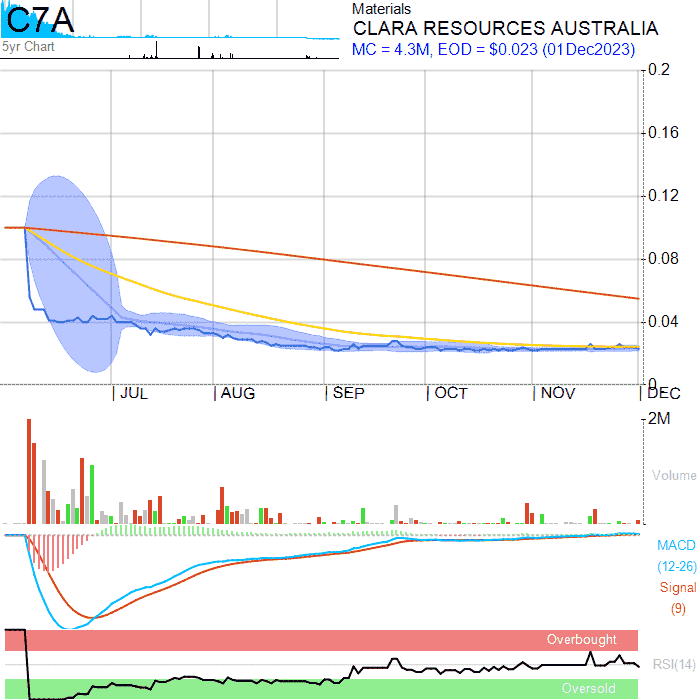 C7A
5yr Chart
Materials
CLARA RESOURCES AUSTRALIA
MC = 4.3M, EOD = $0.023 (01Dec2023)
0.2
0.16
0.12
0.08
0.04
0
JUL AUG SEP OCT NOV DEC
2M
Volume
MACD
(12-26)
Signal
(9)
Overbought
RSI(14)
Oversold